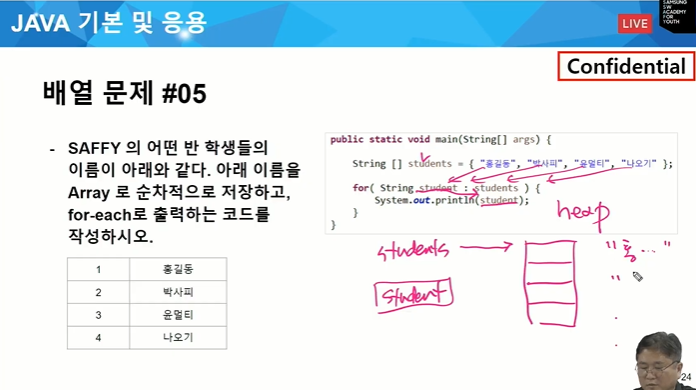 JAVA 기본 및 응용
LIVE
SAMSUNG
SW
ACADEMY
FOR
YOUTH
Confidential
배열 문제 #05
- SAFFY 의 어떤 반 학생들의
이름이 아래와 같다. 아래 이름을
Array 로 순차적으로 저장하고,
for-each로 출력하는 코드를
작성하시오.
1 홍길동
2 박사피
3 윤멀티
4 나오기
public static void main(String[] args) {
String [] students = { "홍길동", "박사피", "윤멀티", "나오기" };
for( String student : students ) {
System.out.println(student);
}
}
heap
students
"홍..."
student
"
24